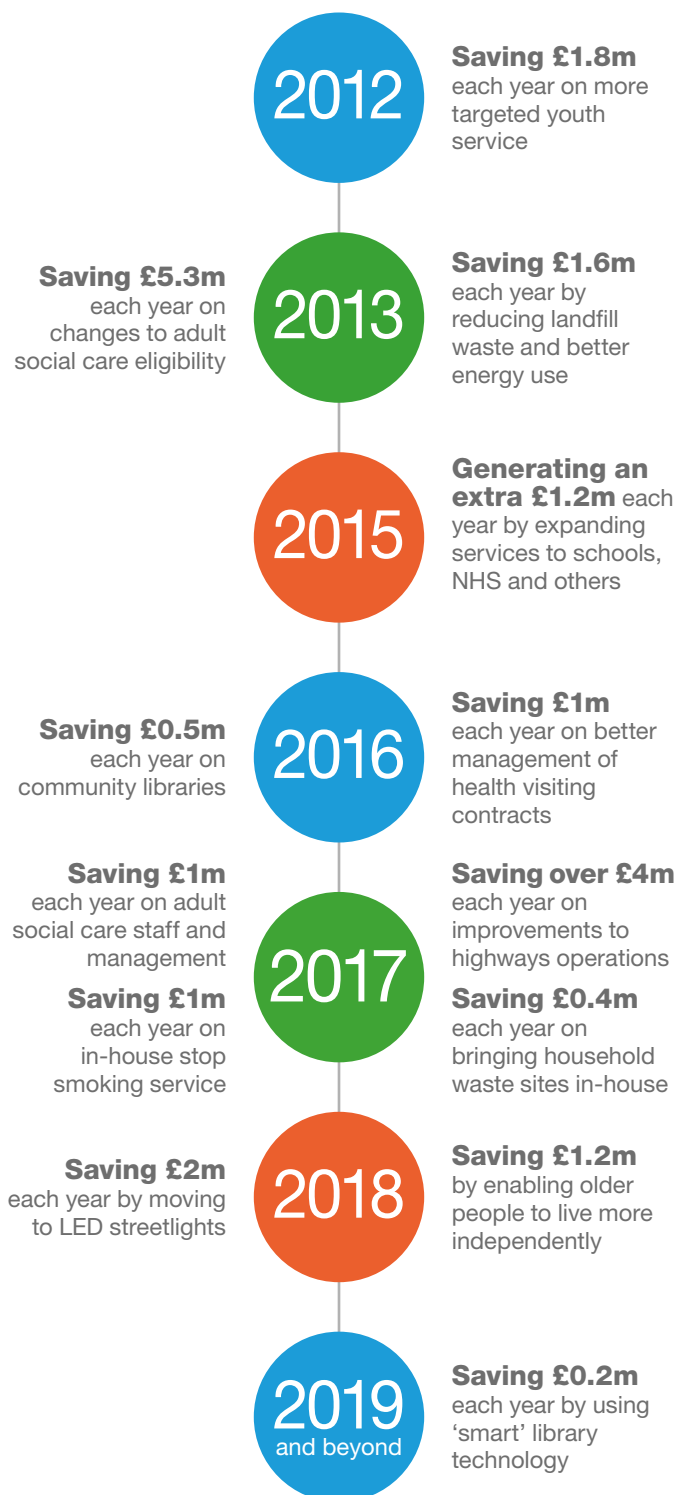 2012
Saving £1.8m
each year on more
targeted youth
service
Saving £5.3m
each year on
changes to adult
social care eligibility
2013
Saving £1.6m
each year by
reducing landfill
waste and better
energy use
2015
Generating an
extra £1.2m each
year by expanding
services to schools,
NHS and others
Saving £0.5m
each year on
community libraries
2016
Saving £1m
each year on better
management of
health visiting
contracts
Saving £1m
each year on adult
social care staff and
management
Saving £1m
each year on
in-house stop
smoking service
2017
Saving over £4m
each year on
improvements to
highways operations
Saving £0.4m
each year on
bringing household
waste sites in-house
Saving £2m
each year by moving
to LED streetlights
2018
Saving £1.2m
by enabling older
people to live more
independently
2019
and beyond
Saving £0.2m
each year by using
‘smart’ library
technology